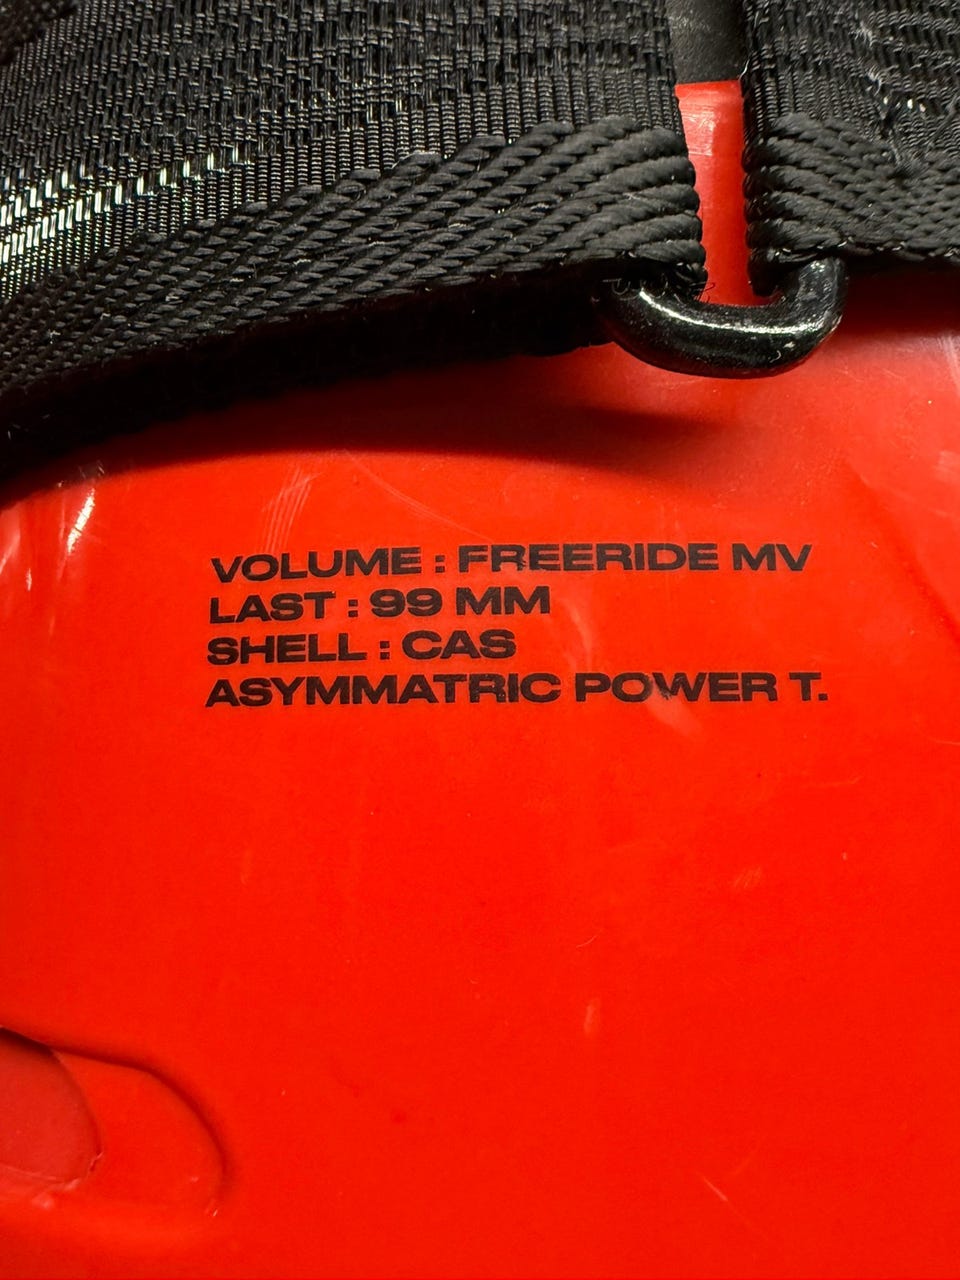 VOLUME : FREERIDE MV
LAST : 99 MM
SHELL : CAS
ASYMMATRIC POWER T.